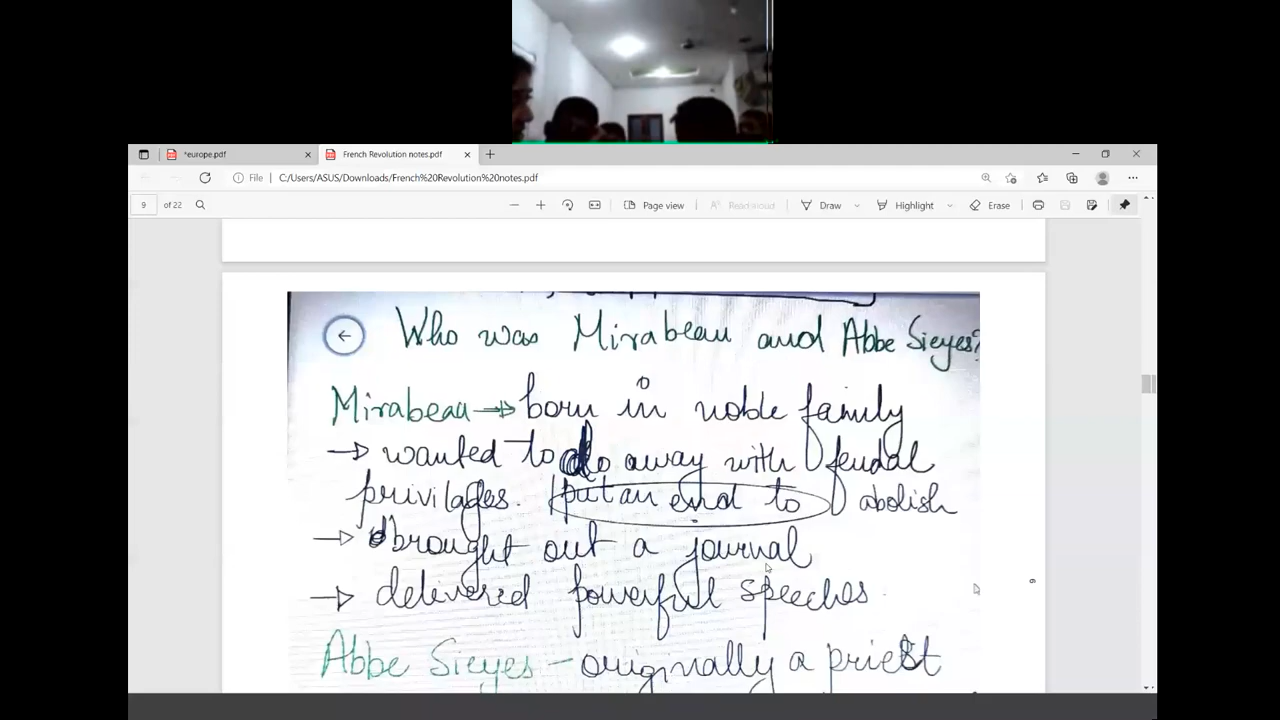 *europe.pdf
French Revolution notes.pdf
File C:/Users/ASUS/Downloads/French%20Revolution%20notes.pdf
9 of 22 Page view Read aloud Draw Highlight Erase
Who was Mirabeau and Abbe Sieyes?
Mirabeau → born in noble family
→ wanted to do away with feudal
privilages. (put an end to) abolish
→ brought out a journal
→ delivered powerful speeches.
Abbe Sieyes - originally a priest
9